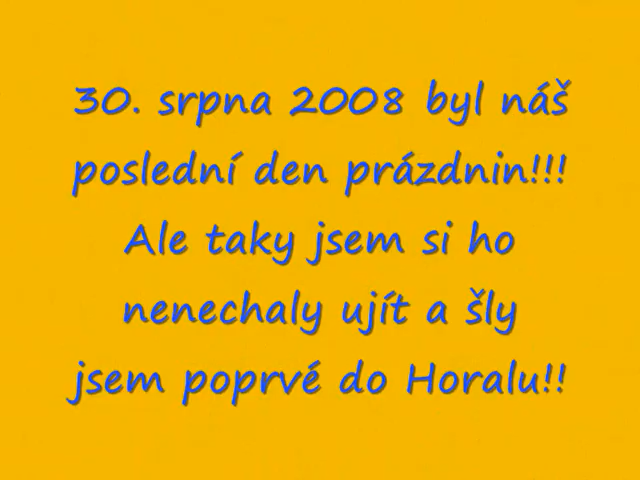 30. srpna 2008 byl náš
poslední den prázdnin!!!
Ale taky jsem si ho
nenechaly ujít a šly
jsem poprvé do Horalu!!